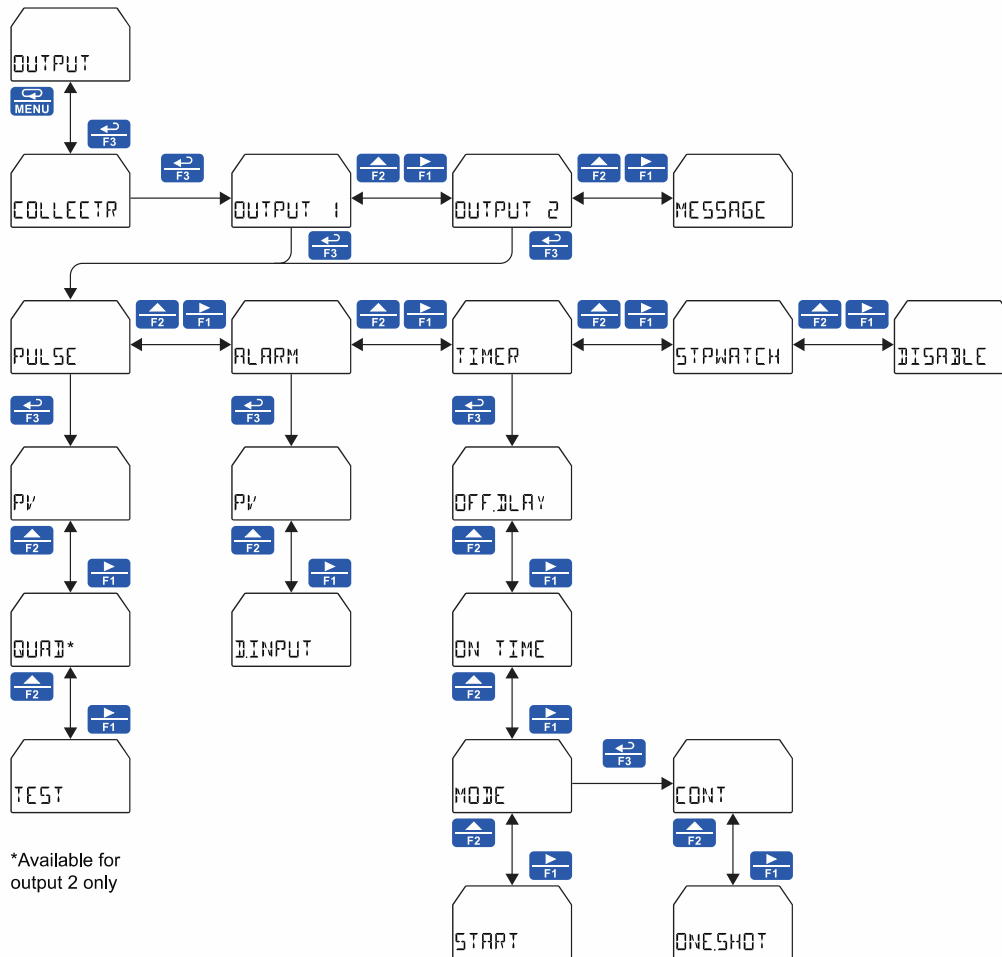 OUTPUT
MENU
F3
F3
F2 F1
F2 F1
COLLECTR
OUTPUT 1
OUTPUT 2
MESSAGE
F3
F3
F2 F1
F2 F1
F2 F1
F2 F1
PULSE
ALARM
TIMER
STPWATCH
DISABLE
F3
F3
F3
PV
PV
OFF.DLAY
F2
F2
F2
F1
F1
F1
QUAD*
D.INPUT
ON TIME
F2
F2
F1
F1
F3
TEST
MODE
CONT
F2
F2
*Available for
output 2 only
F1
F1
START
ONE.SHOT